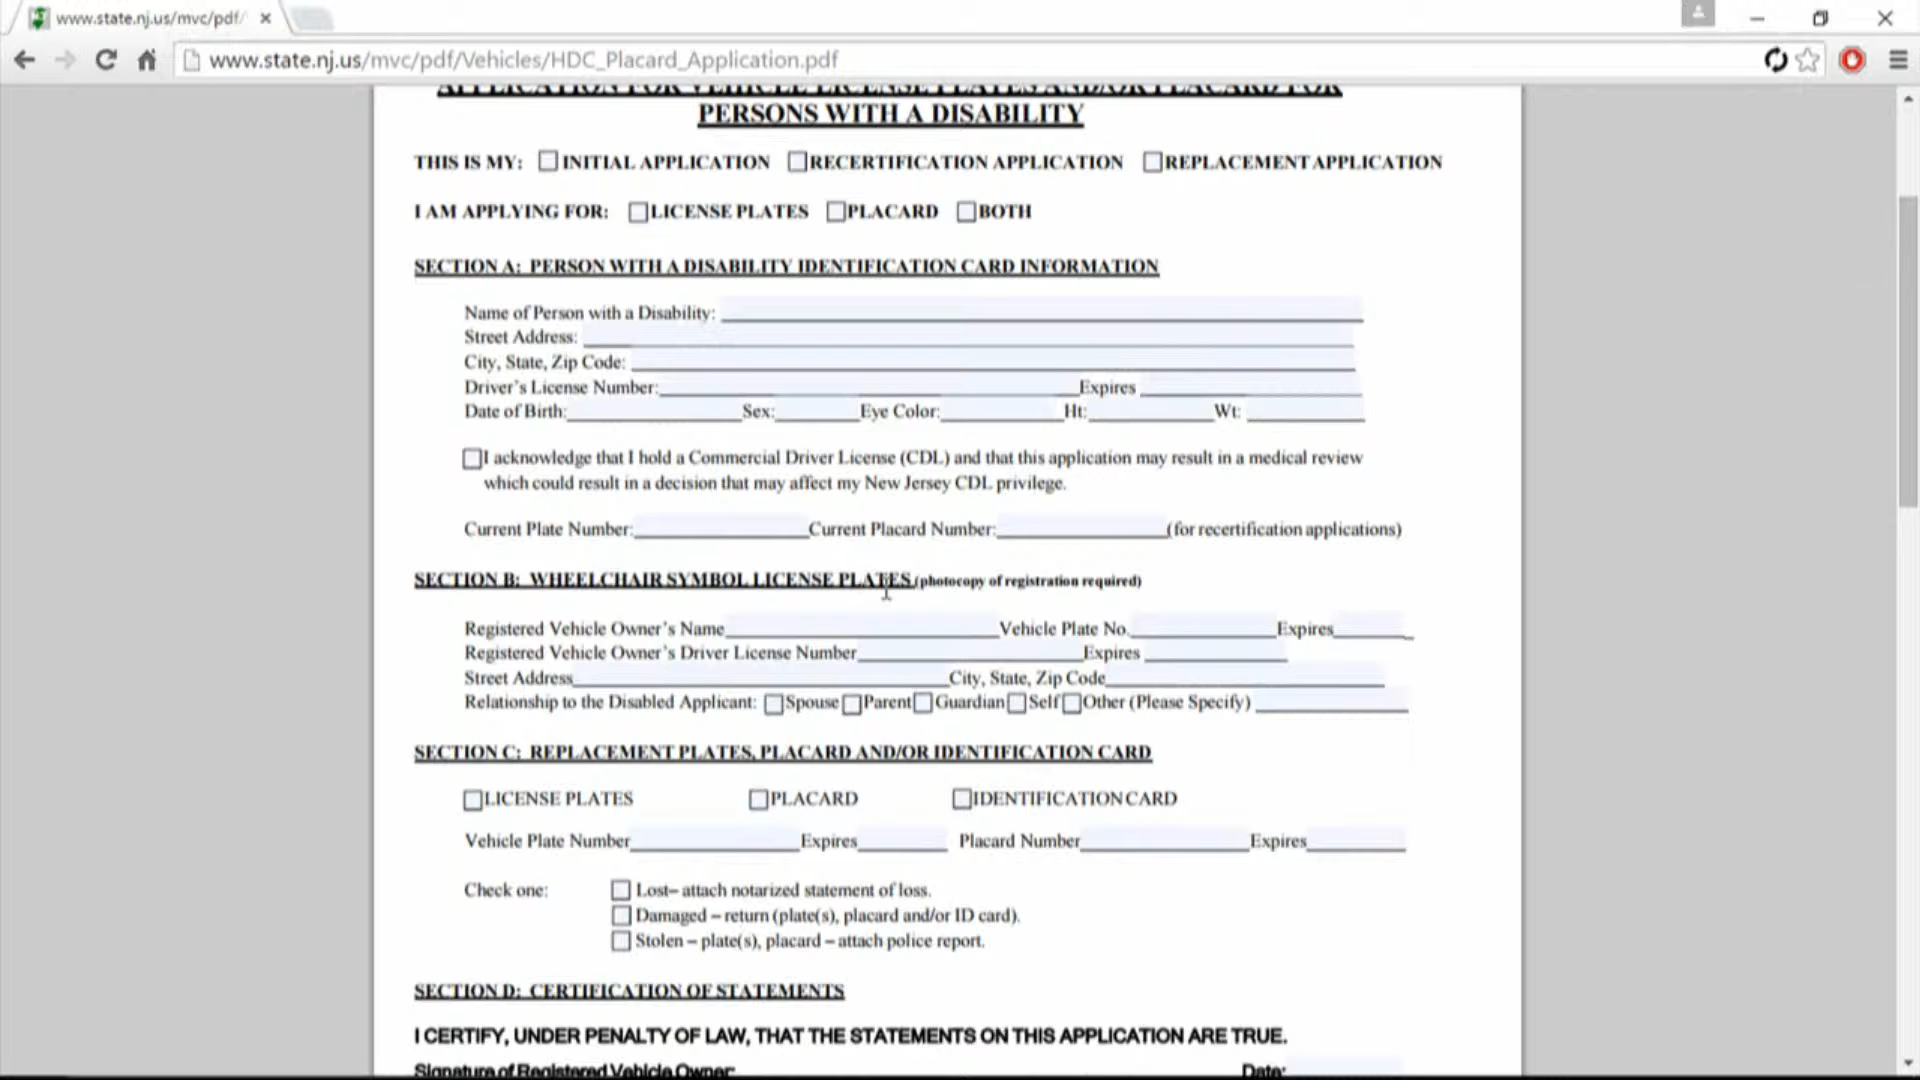 www.state.nj.us/mvc/pdf/
www.state.nj.us/mvc/pdf/Vehicles/HDC_Placard_Application.pdf
APPLICATION FOR VEHICLE LICENSE PLATES AND/OR PLACARD FOR
PERSONS WITH A DISABILITY
THIS IS MY: INITIAL APPLICATION RECERTIFICATION APPLICATION REPLACEMENT APPLICATION
I AM APPLYING FOR: LICENSE PLATES PLACARD BOTH
SECTION A: PERSON WITH A DISABILITY IDENTIFICATION CARD INFORMATION
Name of Person with a Disability:
Street Address:
City, State, Zip Code:
Driver's License Number: Expires
Date of Birth: Sex: Eye Color: Ht: Wt:
I acknowledge that I hold a Commercial Driver License (CDL) and that this application may result in a medical review
which could result in a decision that may affect my New Jersey CDL privilege.
Current Plate Number: Current Placard Number: (for recertification applications)
SECTION B: WHEELCHAIR SYMBOL LICENSE PLATES (photocopy of registration required)
Registered Vehicle Owner's Name Vehicle Plate No. Expires
Registered Vehicle Owner's Driver License Number Expires
Street Address City, State, Zip Code
Relationship to the Disabled Applicant: Spouse Parent Guardian Self Other (Please Specify)
SECTION C: REPLACEMENT PLATES, PLACARD AND/OR IDENTIFICATION CARD
LICENSE PLATES PLACARD IDENTIFICATION CARD
Vehicle Plate Number Expires Placard Number Expires
Check one: Lost– attach notarized statement of loss.
Damaged – return (plate(s), placard and/or ID card).
Stolen – plate(s), placard – attach police report.
SECTION D: CERTIFICATION OF STATEMENTS
I CERTIFY, UNDER PENALTY OF LAW, THAT THE STATEMENTS ON THIS APPLICATION ARE TRUE.
Signature of Registered Vehicle Owner: Date: